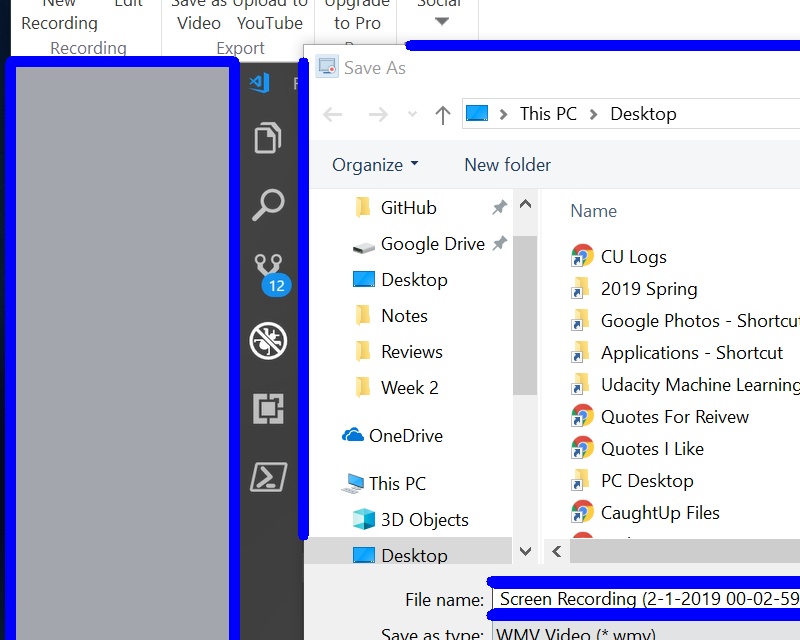 New Edit Save as Upload to Upgrade Social
Recording Video YouTube to Pro
Recording Export
Save As
This PC > Desktop
Organize New folder
Name
GitHub
Google Drive
Desktop
Notes
Reviews
Week 2
OneDrive
This PC
3D Objects
Desktop
CU Logs
2019 Spring
Google Photos - Shortcut
Applications - Shortcut
Udacity Machine Learning
Quotes For Reivew
Quotes I Like
PC Desktop
CaughtUp Files
12
File name: Screen Recording (2-1-2019 00-02-59
Save as type: WMV Video (*.wmv)